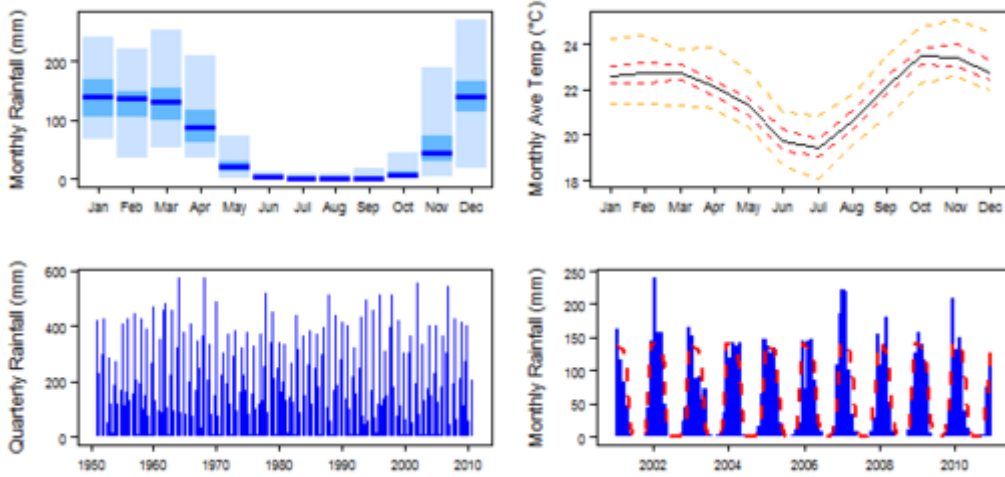 Monthly Rainfall (mm)
200
100
0
Jan Feb Mar Apr May Jun Jul Aug Sep Oct Nov Dec
Monthly Ave Temp (°C)
24
22
20
18
Jan Feb Mar Apr May Jun Jul Aug Sep Oct Nov Dec
Quarterly Rainfall (mm)
600
400
200
0
1950 1960 1970 1980 1990 2000 2010
Monthly Rainfall (mm)
250
200
150
100
50
0
2002 2004 2006 2008 2010